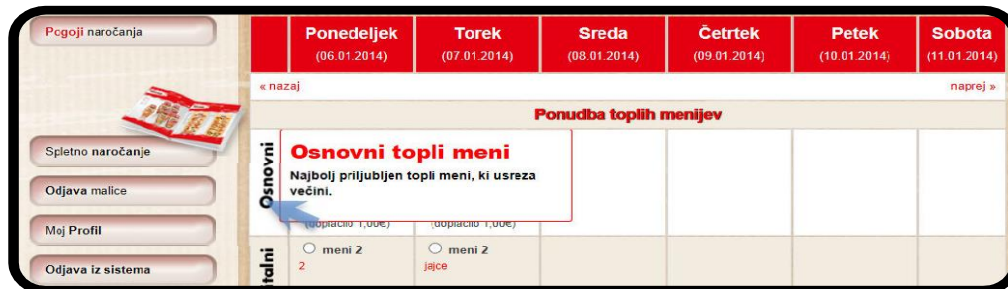 Pogoji naročanja
Ponedeljek Torek Sreda Četrtek Petek Sobota
(06.01.2014) (07.01.2014) (08.01.2014) (09.01.2014) (10.01.2014) (11.01.2014)
« nazaj naprej »
Ponudba toplih menijev
Spletno naročanje
Odjava malice
Moj Profil
Odjava iz sistema
Osnovni
Osnovni topli meni
Najbolj priljubljen topli meni, ki usreza
večini.
(doplačilo 1,00€) (doplačilo 1,00€)
meni 2 meni 2
2 jajce